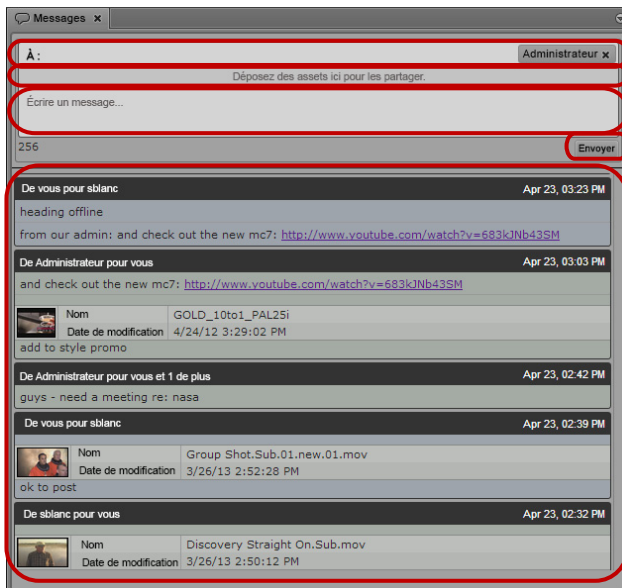 Messages
À :
Administrateur
Déposez des assets ici pour les partager.
Écrire un message...
256
Envoyer
De vous pour sblanc Apr 23, 03:23 PM
heading offline
from our admin: and check out the new mc7: http://www.youtube.com/watch?v=683kJNb43SM
De Administrateur pour vous Apr 23, 03:03 PM
and check out the new mc7: http://www.youtube.com/watch?v=683kJNb43SM
Nom GOLD_10to1_PAL25i
Date de modification 4/24/12 3:29:02 PM
add to style promo
De Administrateur pour vous et 1 de plus Apr 23, 02:42 PM
guys - need a meeting re: nasa
De vous pour sblanc Apr 23, 02:39 PM
Nom Group Shot.Sub.01.new.01.mov
Date de modification 3/26/13 2:52:28 PM
ok to post
De sblanc pour vous Apr 23, 02:32 PM
Nom Discovery Straight On.Sub.mov
Date de modification 3/26/13 2:50:12 PM